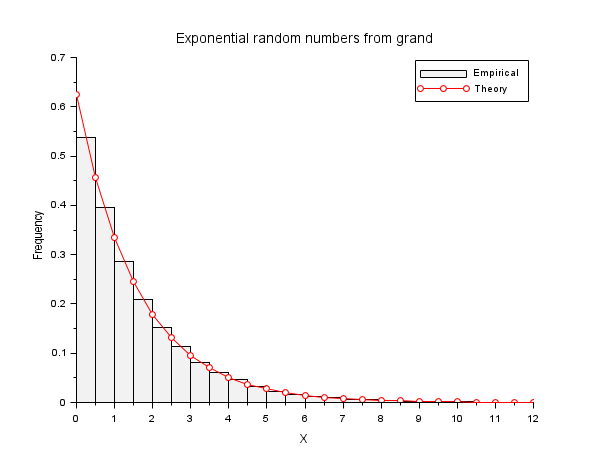 Exponential random numbers from grand
Empirical
Theory
0.7
0.6
0.5
0.4
0.3
0.2
0.1
0
Frequency
0 1 2 3 4 5 6 7 8 9 10 11 12
X